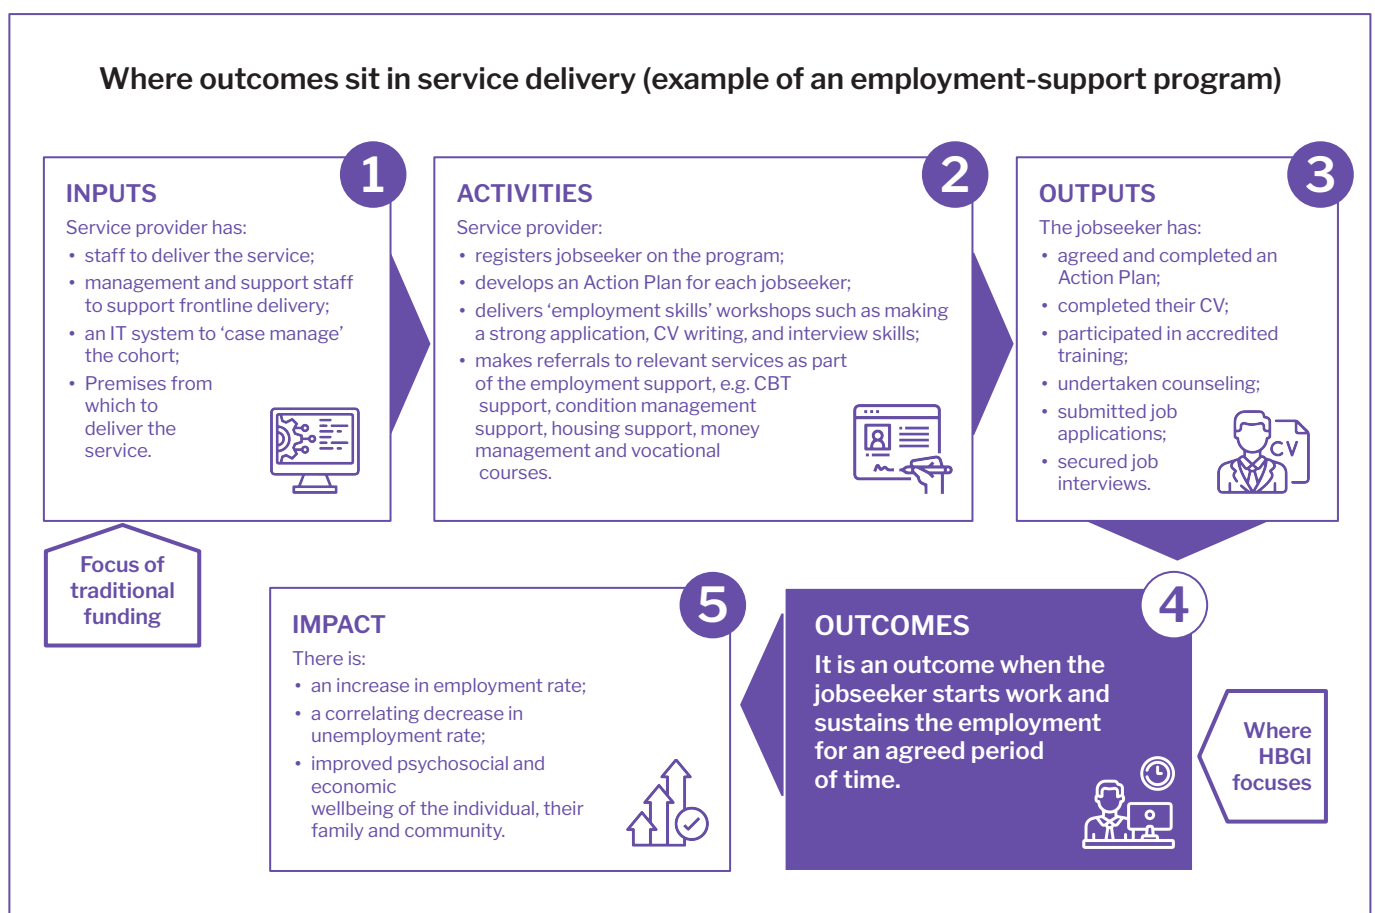 Where outcomes sit in service delivery (example of an employment-support program)
1
INPUTS
Service provider has:
• staff to deliver the service;
• management and support staff
to support frontline delivery;
• an IT system to ‘case manage’
the cohort;
• Premises from
which to
deliver the
service.
2
ACTIVITIES
Service provider:
• registers jobseeker on the program;
• develops an Action Plan for each jobseeker;
• delivers ‘employment skills’ workshops such as making
a strong application, CV writing, and interview skills;
• makes referrals to relevant services as part
of the employment support, e.g. CBT
support, condition management
support, housing support, money
management and vocational
courses.
3
OUTPUTS
The jobseeker has:
• agreed and completed an
Action Plan;
• completed their CV;
• participated in accredited
training;
• undertaken counseling;
• submitted job
applications;
• secured job
interviews.
CV
Focus of
traditional
funding
4
OUTCOMES
It is an outcome when the
jobseeker starts work and
sustains the employment
for an agreed period
of time.
Where
HBGI
focuses
5
IMPACT
There is:
• an increase in employment rate;
• a correlating decrease in
unemployment rate;
• improved psychosocial and
economic
wellbeing of the individual, their
family and community.